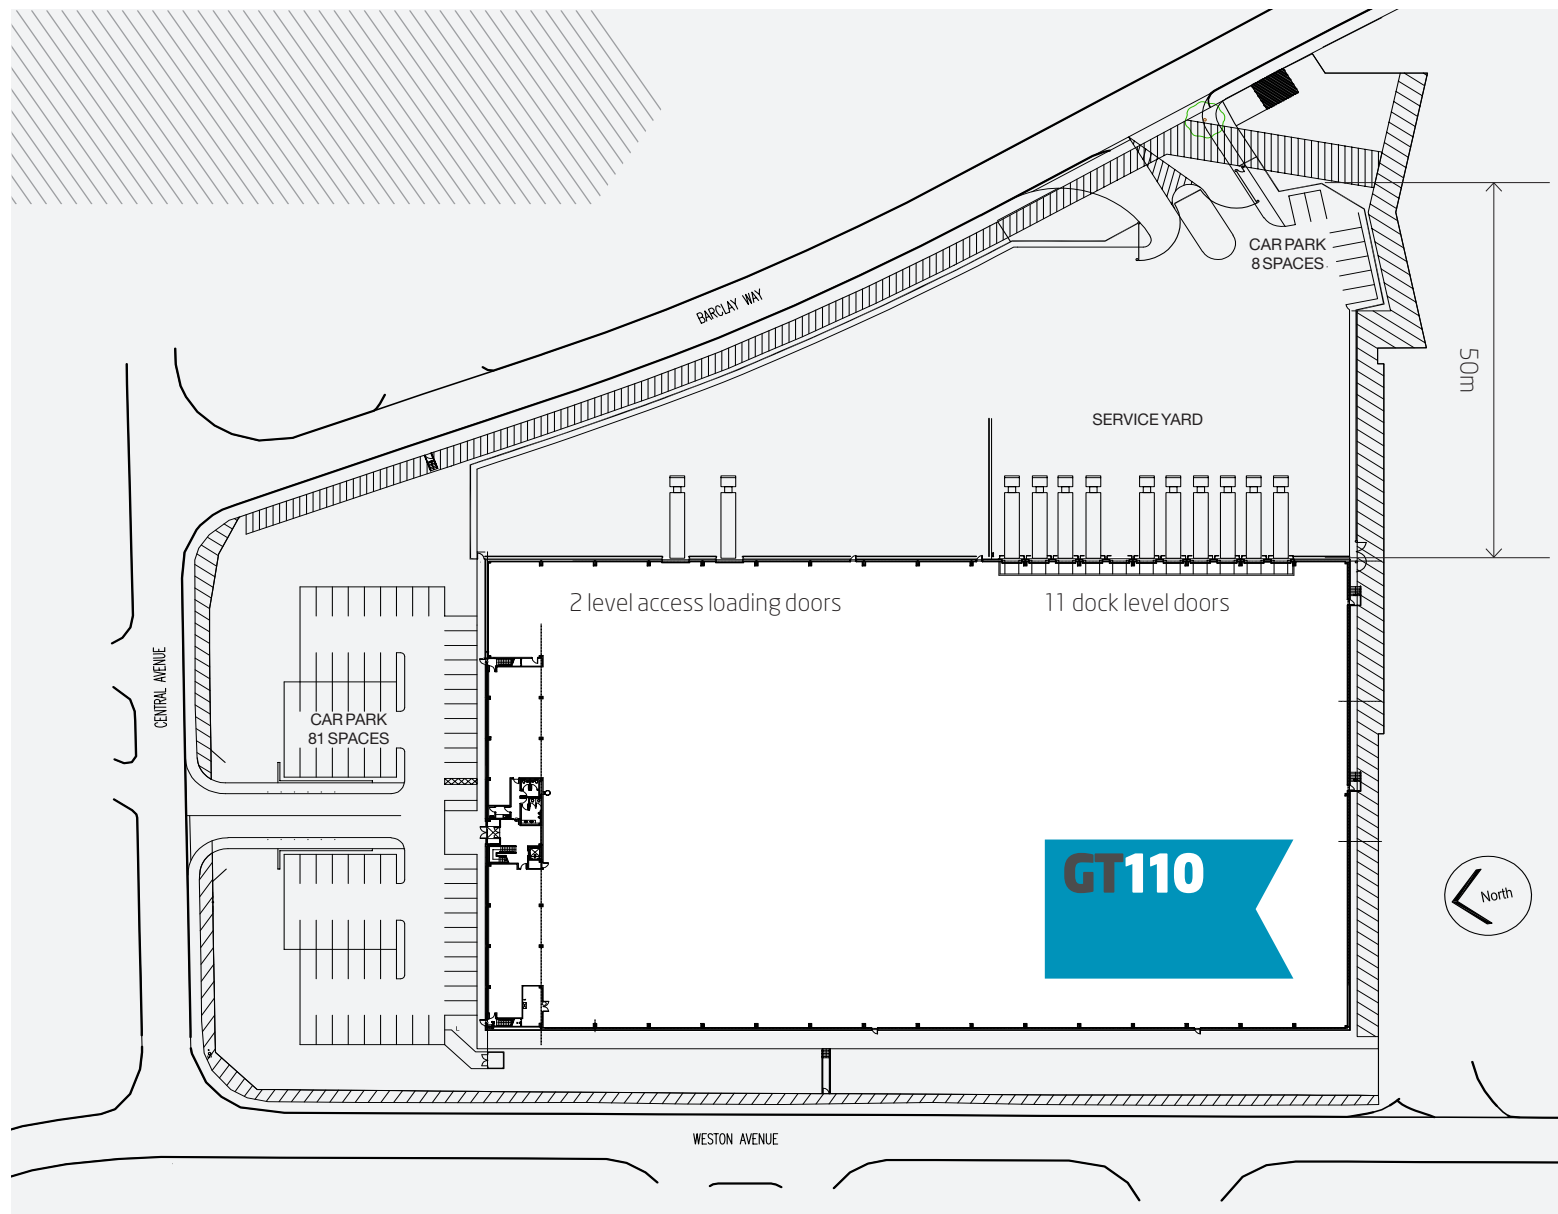 CAR PARK
8 SPACES
BARCLAY WAY
50m
SERVICE YARD
2 level access loading doors
11 dock level doors
CENTRAL AVENUE
CAR PARK
81 SPACES
GT110
North
WESTON AVENUE